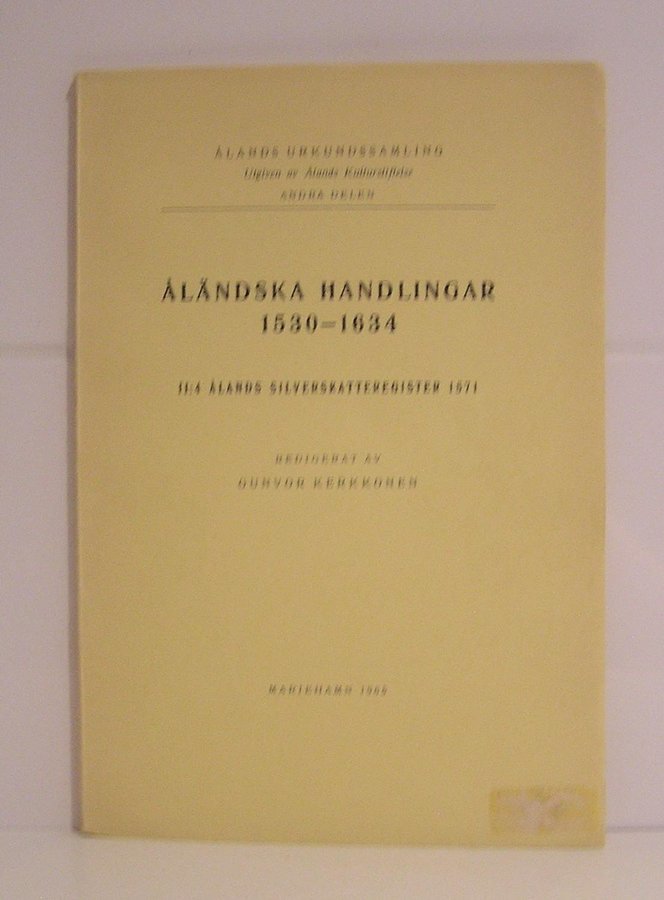 ÅLANDS URKUNDSSAMLING
Utgiven av Ålands Kulturstiftelse
ANDRA DELEN
ÅLÄNDSKA HANDLINGAR
1530–1634
II:4 ÅLANDS SILVERSKATTEREGISTER 1571
REDIGERAT AV
GUNVOR KERKKONEN
MARIEHAMN